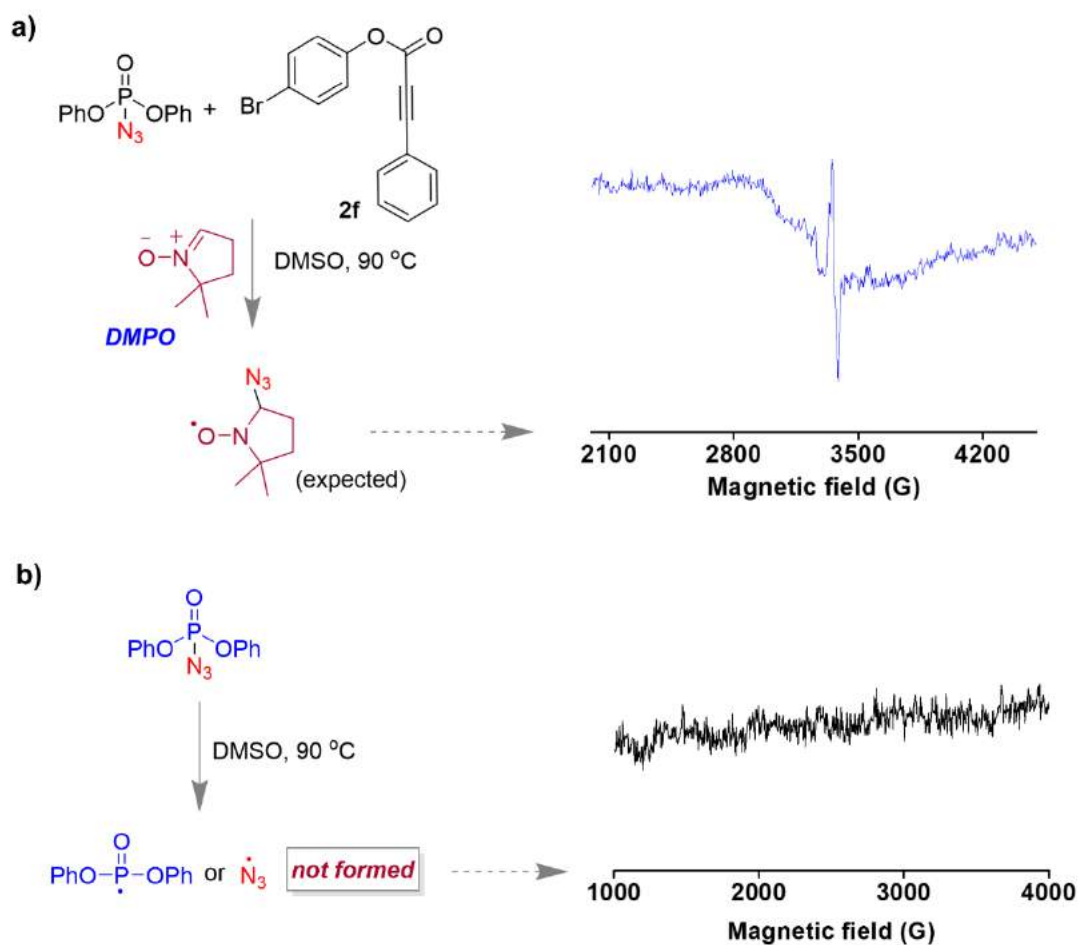 a)
O
PhO P OPh +
N3
O O
Br
2f
− +
O N
DMSO, 90 °C
DMPO
N3
•O N
(expected)
2100 2800 3500 4200
Magnetic field (G)
b)
O
PhO P OPh
N3
DMSO, 90 °C
O
PhO P OPh or N3 not formed
1000 2000 3000 4000
Magnetic field (G)